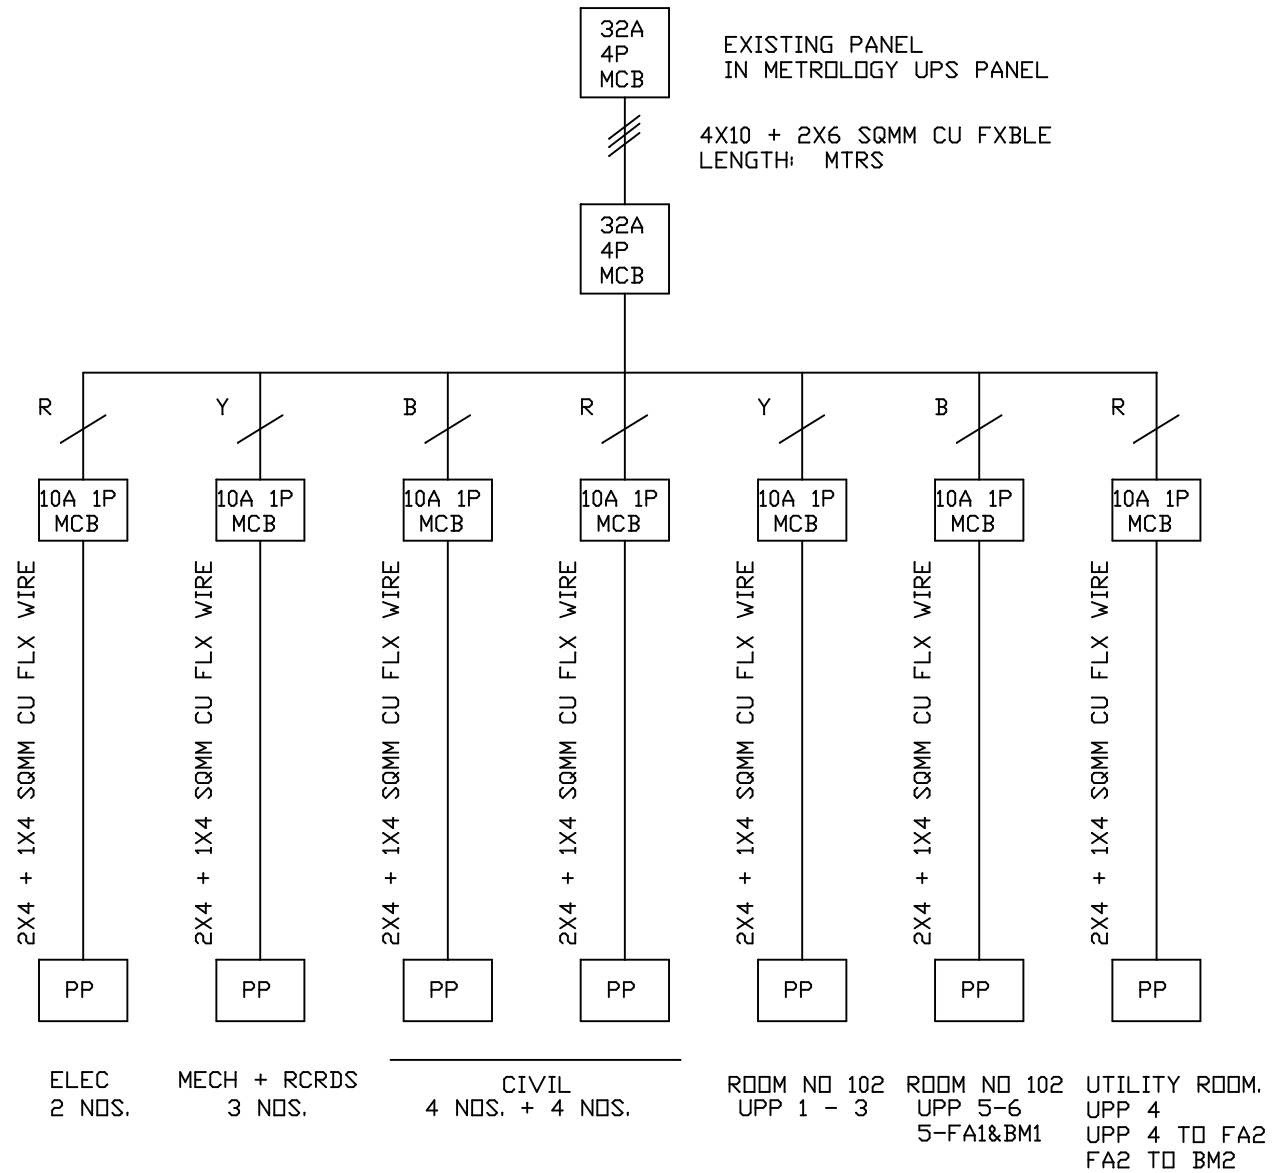 32A
4P
MCB
EXISTING PANEL
IN METROLOGY UPS PANEL
4X10 + 2X6 SQMM CU FXBLE
LENGTH: MTRS
32A
4P
MCB
R
Y
B
R
Y
B
R
10A 1P
MCB
10A 1P
MCB
10A 1P
MCB
10A 1P
MCB
10A 1P
MCB
10A 1P
MCB
10A 1P
MCB
2X4 + 1X4 SQMM CU FLX WIRE
2X4 + 1X4 SQMM CU FLX WIRE
2X4 + 1X4 SQMM CU FLX WIRE
2X4 + 1X4 SQMM CU FLX WIRE
2X4 + 1X4 SQMM CU FLX WIRE
2X4 + 1X4 SQMM CU FLX WIRE
2X4 + 1X4 SQMM CU FLX WIRE
PP
PP
PP
PP
PP
PP
PP
ELEC
2 NOS.
MECH + RCRDS
3 NOS.
CIVIL
4 NOS. + 4 NOS.
ROOM NO 102
UPP 1 - 3
ROOM NO 102
UPP 5-6
5-FA1&BM1
UTILITY ROOM.
UPP 4
UPP 4 TO FA2
FA2 TO BM2